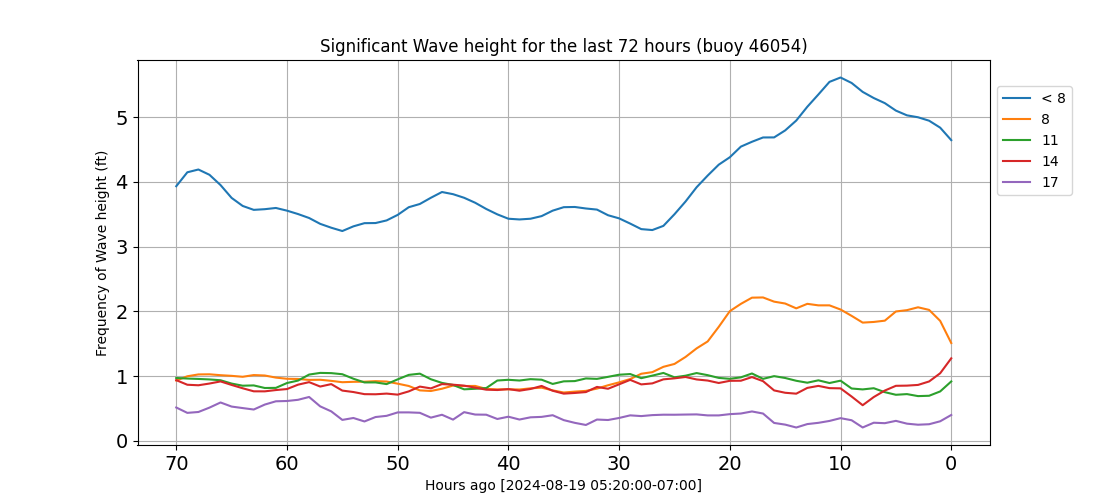 Significant Wave height for the last 72 hours (buoy 46054)
Frequency of Wave height (ft)
5
4
3
2
1
0
70 60 50 40 30 20 10 0
Hours ago [2024-08-19 05:20:00-07:00]
< 8
8
11
14
17